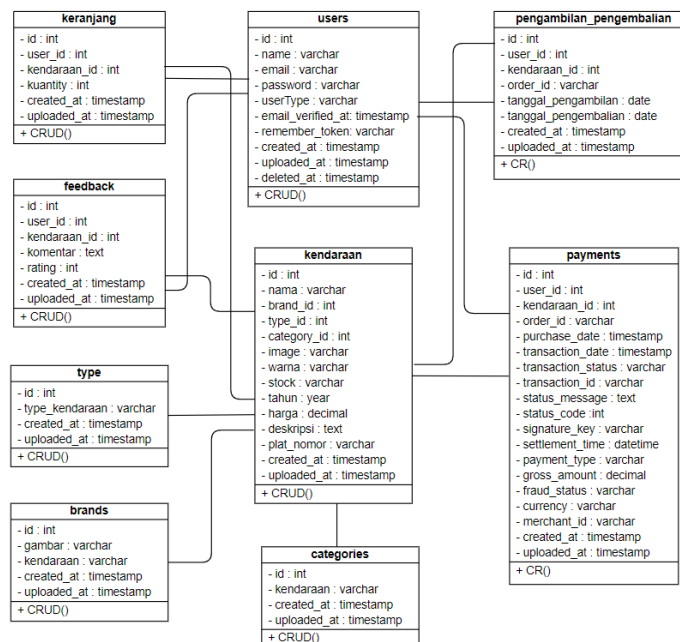 keranjang
- id : int
- user_id : int
- kendaraan_id : int
- kuantity : int
- created_at : timestamp
- uploaded_at : timestamp
+ CRUD()
users
- id : int
- name : varchar
- email : varchar
- password : varchar
- userType : varchar
- email_verified_at: timestamp
- remember_token: varchar
- created_at : timestamp
- uploaded_at : timestamp
- deleted_at : timestamp
+ CRUD()
pengambilan_pengembalian
- id : int
- user_id : int
- kendaraan_id : int
- order_id : varchar
- tanggal_pengambilan : date
- tanggal_pengembalian : date
- created_at : timestamp
- uploaded_at : timestamp
+ CR()
feedback
- id : int
- user_id : int
- kendaraan_id : int
- komentar : text
- rating : int
- created_at : timestamp
- uploaded_at : timestamp
+ CRUD()
kendaraan
- id : int
- nama : varchar
- brand_id : int
- type_id : int
- category_id : int
- image : varchar
- warna : varchar
- stock : varchar
- tahun : year
- harga : decimal
- deskripsi : text
- plat_nomor : varchar
- created_at : timestamp
- uploaded_at : timestamp
+ CRUD()
payments
- id : int
- user_id : int
- kendaraan_id : int
- order_id : varchar
- purchase_date : timestamp
- transaction_date : timestamp
- transaction_status : varchar
- transaction_id : varchar
- status_message : text
- status_code :int
- signature_key : varchar
- settlement_time : datetime
- payment_type : varchar
- gross_amount : decimal
- fraud_status : varchar
- currency : varchar
- merchant_id : varchar
- created_at : timestamp
- uploaded_at : timestamp
+ CR()
type
- id : int
- type_kendaraan : varchar
- created_at : timestamp
- uploaded_at : timestamp
+ CRUD()
brands
- id : int
- gambar : varchar
- kendaraan : varchar
- created_at : timestamp
- uploaded_at : timestamp
+ CRUD()
categories
- id : int
- kendaraan : varchar
- created_at : timestamp
- uploaded_at : timestamp
+ CRUD()